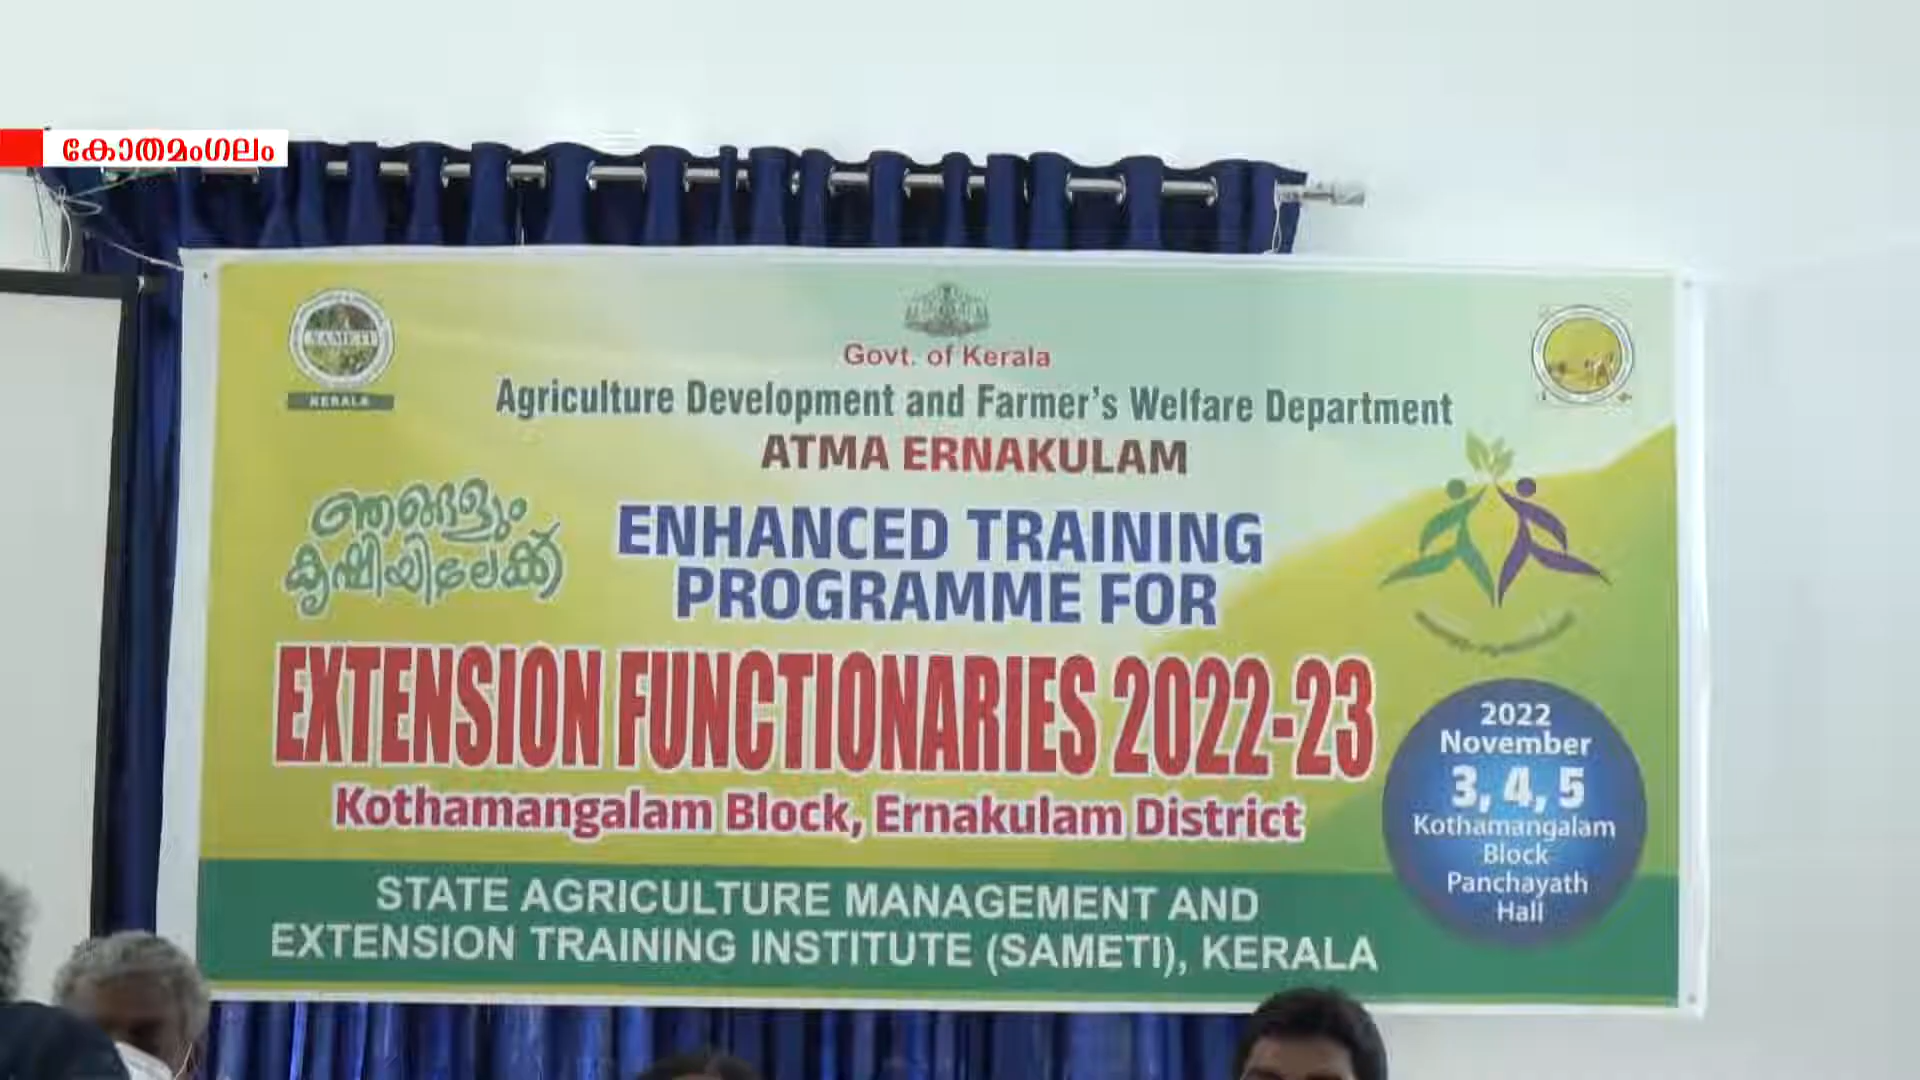 കോതമംഗലം
SAMETI
KERALA
Govt. of Kerala
Agriculture Development and Farmer's Welfare Department
ATMA ERNAKULAM
ഞങ്ങളും
കൃഷിയിലേക്ക്
ENHANCED TRAINING
PROGRAMME FOR
EXTENSION FUNCTIONARIES 2022-23
Kothamangalam Block, Ernakulam District
2022
November
3, 4, 5
Kothamangalam
Block
Panchayath
Hall
STATE AGRICULTURE MANAGEMENT AND
EXTENSION TRAINING INSTITUTE (SAMETI), KERALA